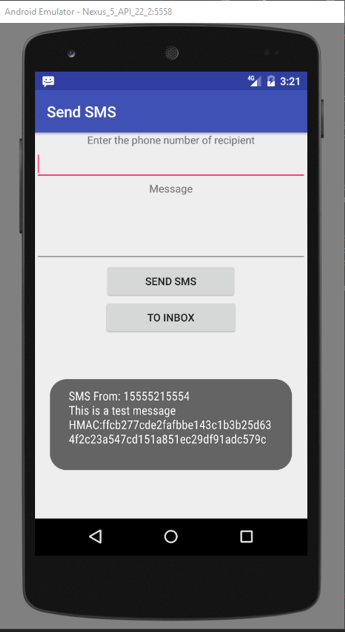 Android Emulator - Nexus_5_API_22_2:5558
4G 3:21
Send SMS
Enter the phone number of recipient
Message
SEND SMS
TO INBOX
SMS From: 15555215554
This is a test message
HMAC:ffcb277cde2fafbbe143c1b3b25d63
4f2c23a547cd151a851ec29df91adc579c